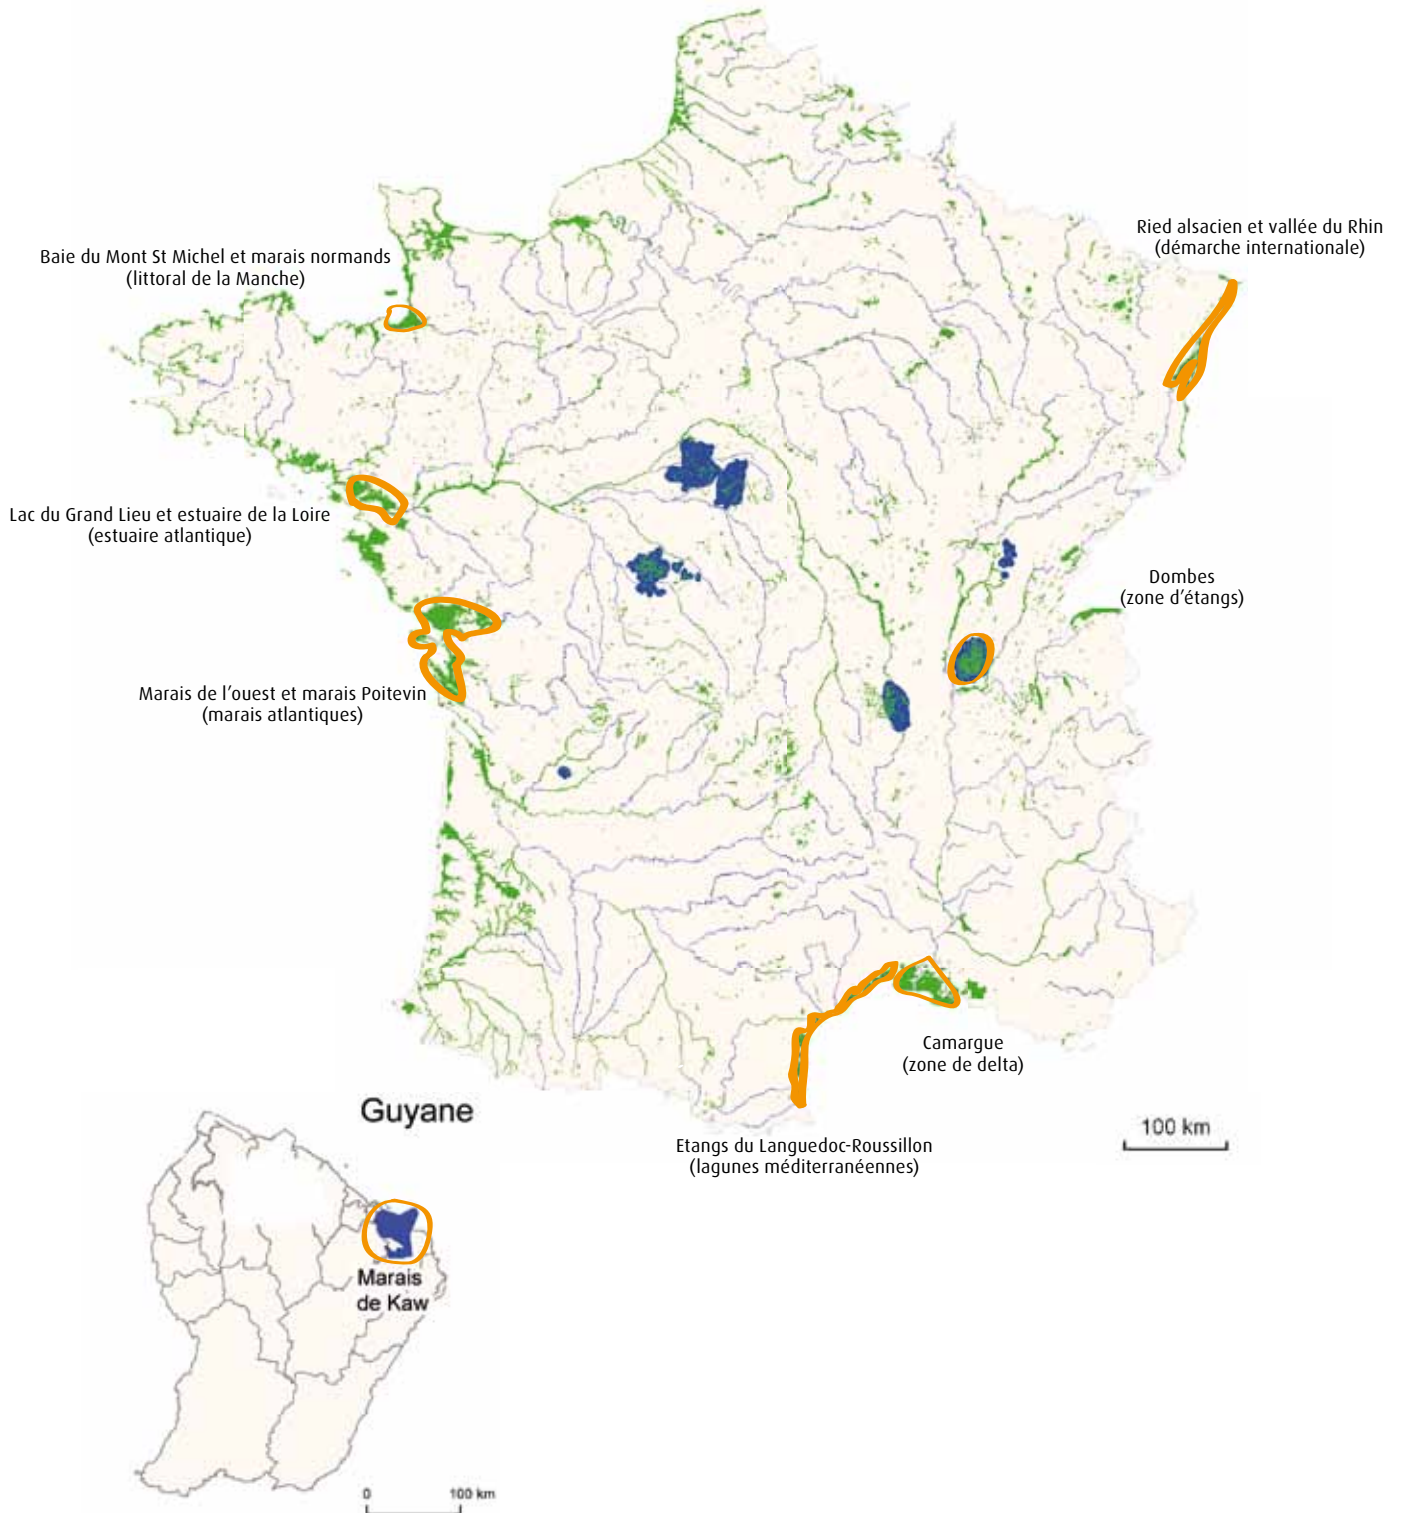 Ried alsacien et vallée du Rhin
(démarche internationale)
Baie du Mont St Michel et marais normands
(littoral de la Manche)
Lac du Grand Lieu et estuaire de la Loire
(estuaire atlantique)
Dombes
(zone d'étangs)
Marais de l'ouest et marais Poitevin
(marais atlantiques)
Camargue
(zone de delta)
Etangs du Languedoc-Roussillon
(lagunes méditerranéennes)
100 km
Guyane
Marais
de Kaw
0 100 km